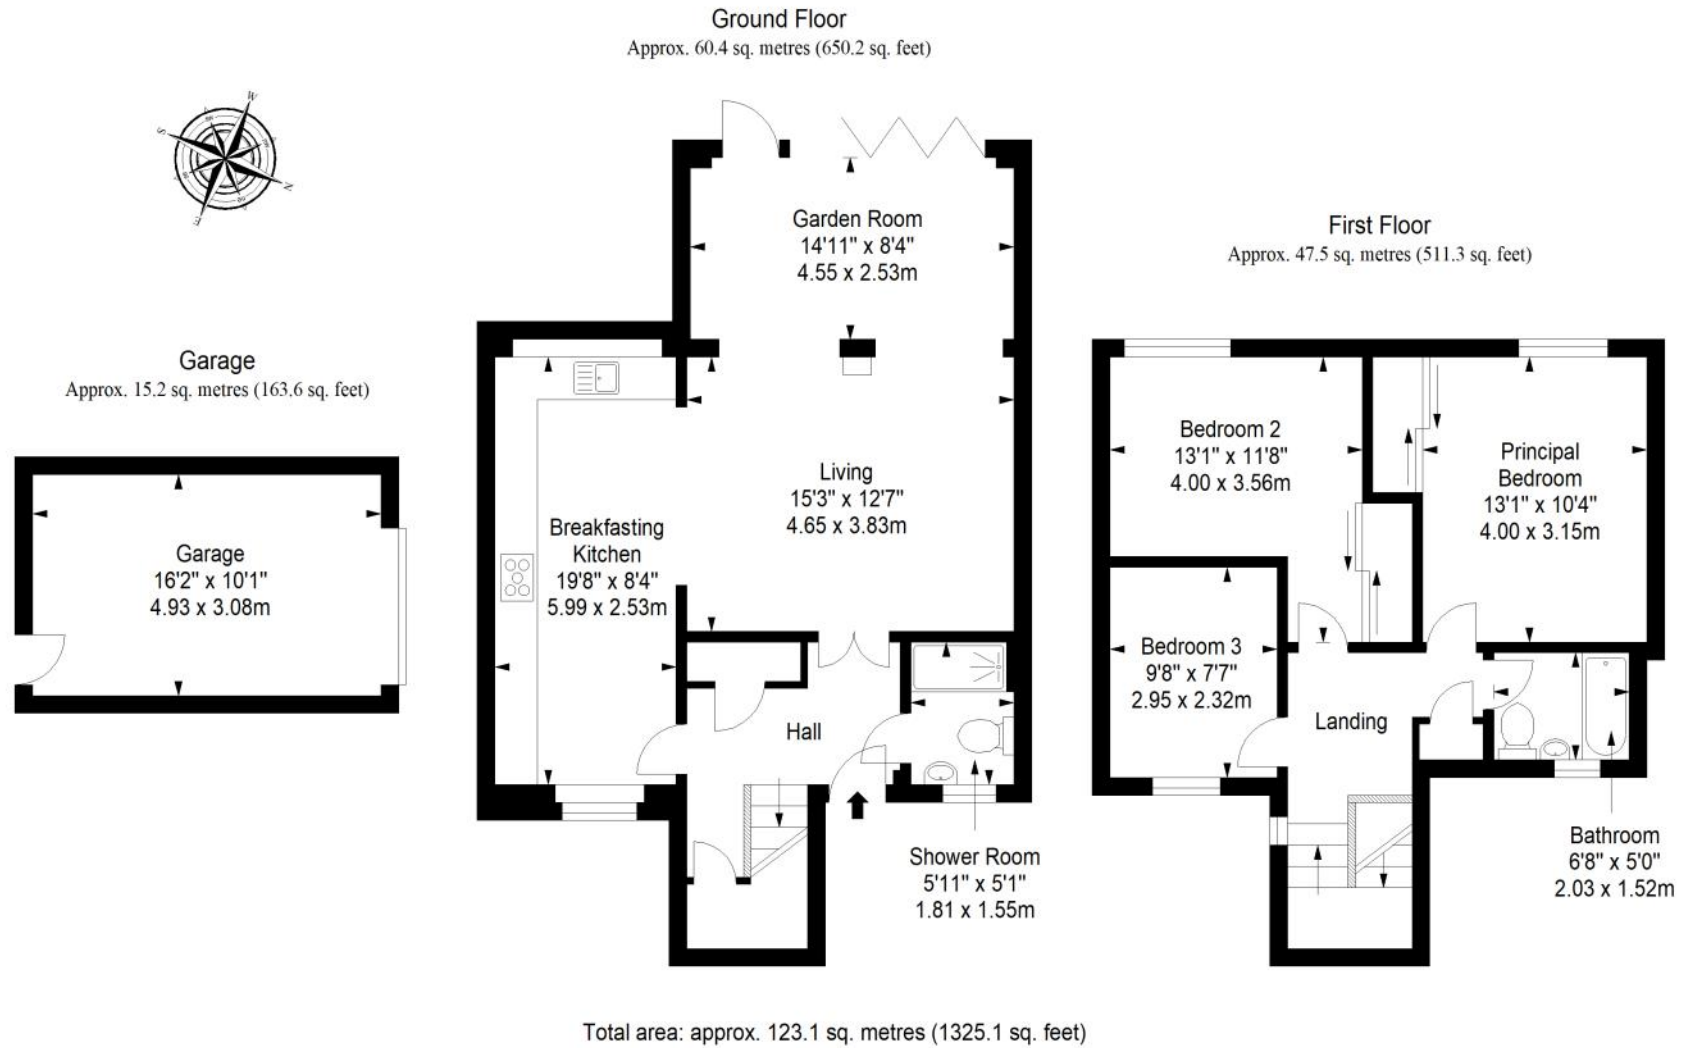 Ground Floor
Approx. 60.4 sq. metres (650.2 sq. feet)
W
S
N
E
Garden Room
14'11" x 8'4"
4.55 x 2.53m
First Floor
Approx. 47.5 sq. metres (511.3 sq. feet)
Garage
Approx. 15.2 sq. metres (163.6 sq. feet)
Garage
16'2" x 10'1"
4.93 x 3.08m
Breakfasting
Kitchen
19'8" x 8'4"
5.99 x 2.53m
Living
15'3" x 12'7"
4.65 x 3.83m
Hall
Shower Room
5'11" x 5'1"
1.81 x 1.55m
Bedroom 2
13'1" x 11'8"
4.00 x 3.56m
Principal
Bedroom
13'1" x 10'4"
4.00 x 3.15m
Bedroom 3
9'8" x 7'7"
2.95 x 2.32m
Landing
Bathroom
6'8" x 5'0"
2.03 x 1.52m
Total area: approx. 123.1 sq. metres (1325.1 sq. feet)